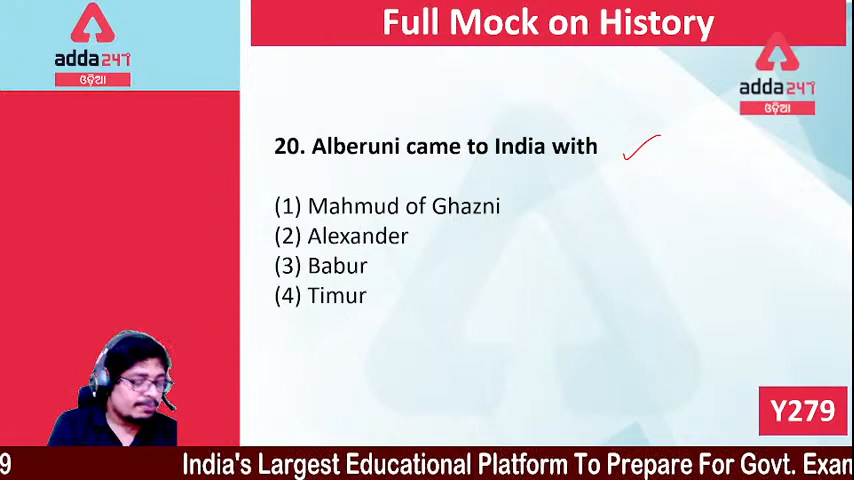 Full Mock on History
adda247
ଓଡ଼ିଆ
adda247
ଓଡ଼ିଆ
20. Alberuni came to India with
(1) Mahmud of Ghazni
(2) Alexander
(3) Babur
(4) Timur
Y279
9 India's Largest Educational Platform To Prepare For Govt. Exam